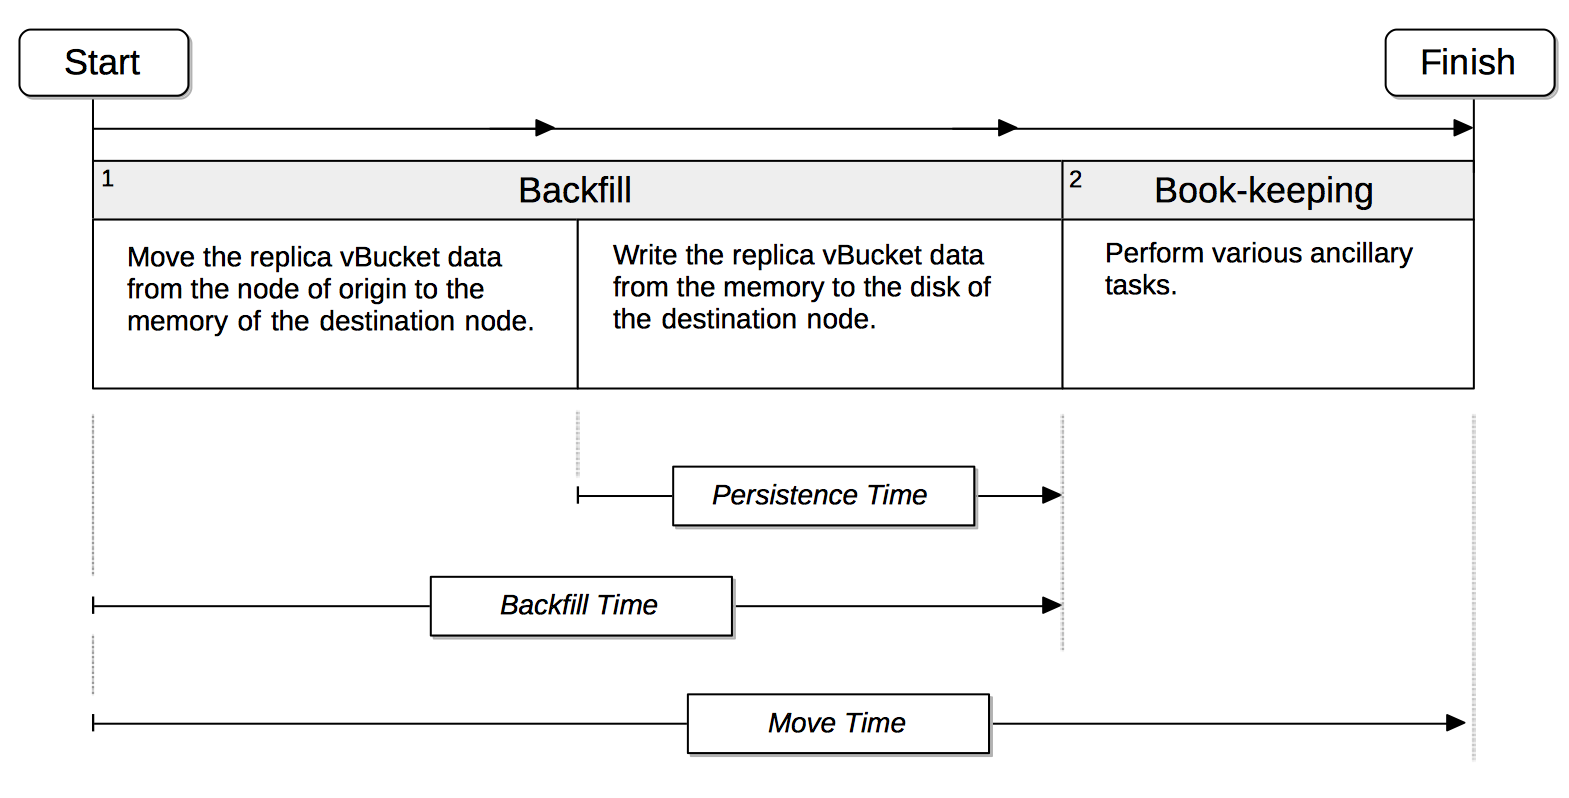 Start
Finish
1
Backfill
2
Book-keeping
Move the replica vBucket data
from the node of origin to the
memory of the destination node.
Write the replica vBucket data
from the memory to the disk of
the destination node.
Perform various ancillary
tasks.
Persistence Time
Backfill Time
Move Time